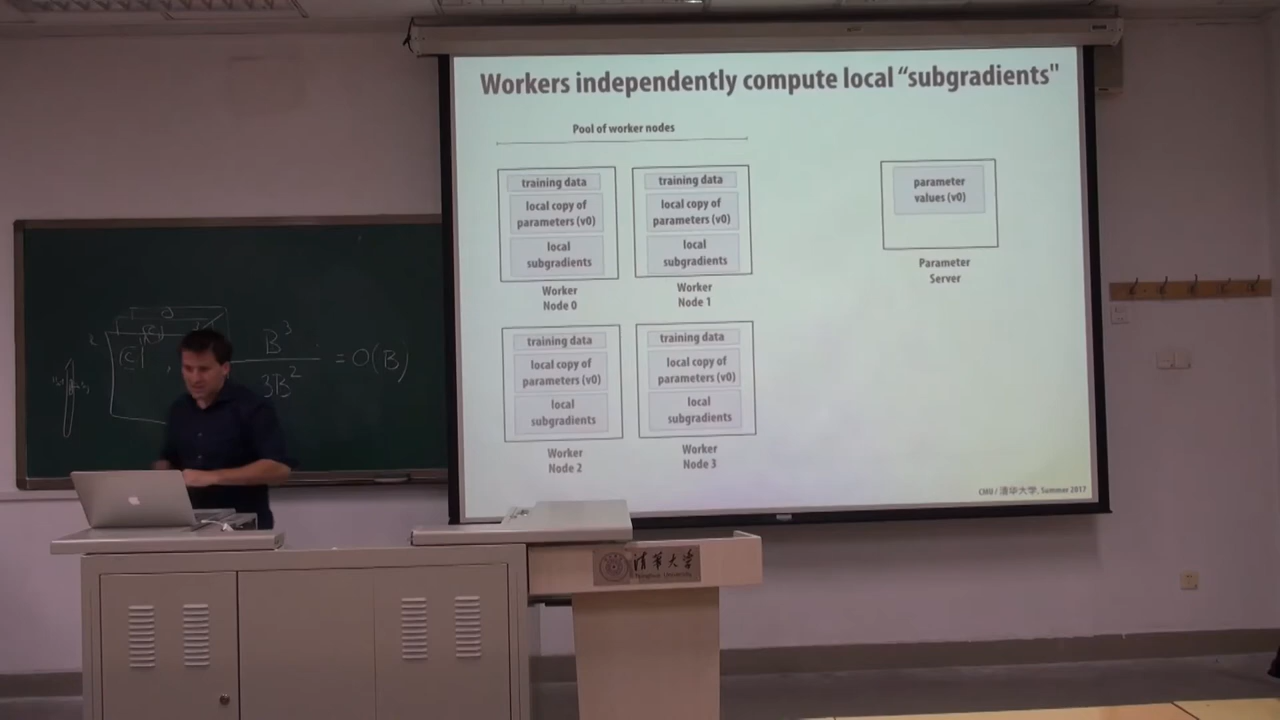 Workers independently compute local “subgradients"
Pool of worker nodes
training data
local copy of
parameters (v0)
local
subgradients
Worker
Node 0
training data
local copy of
parameters (v0)
local
subgradients
Worker
Node 1
parameter
values (v0)
Parameter
Server
training data
local copy of
parameters (v0)
local
subgradients
Worker
Node 2
training data
local copy of
parameters (v0)
local
subgradients
Worker
Node 3
CMU / 清华大学, Summer 2017
B³
3B²
= O(B)
清华大学
Tsinghua University